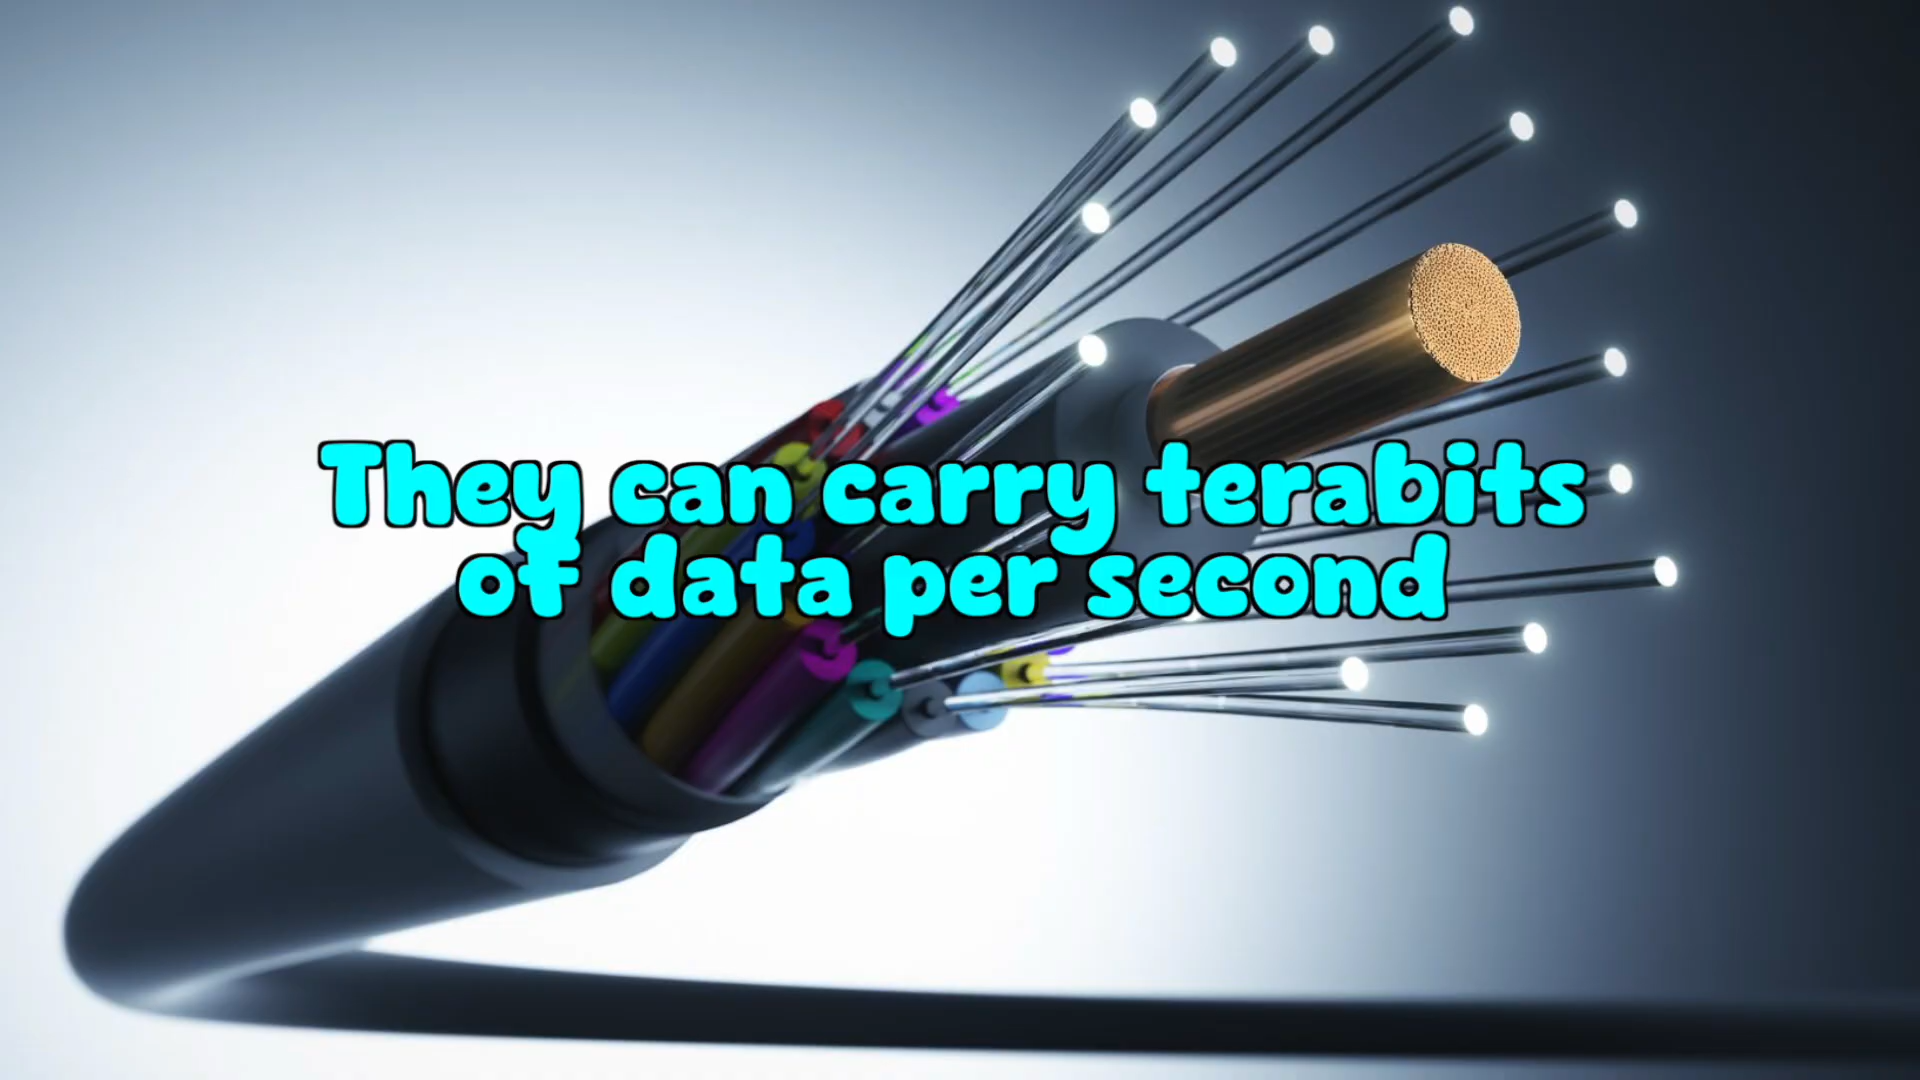 They can carry terabits
of data per second